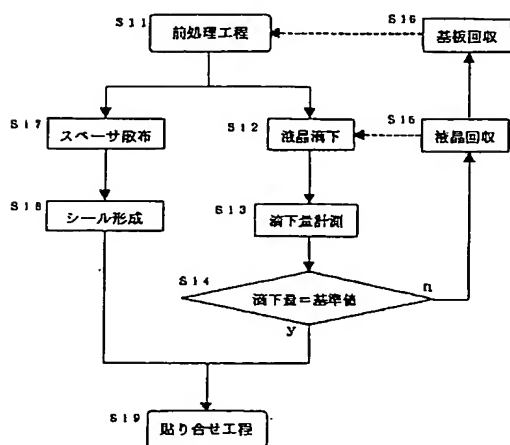 S11
前処理工程
S16
基板回収
S17
スペーサ散布
S12
液晶滴下
S15
液晶回収
S18
シール形成
S13
滴下量計測
S14
滴下量=基準値
n
y
S19
貼り合せ工程